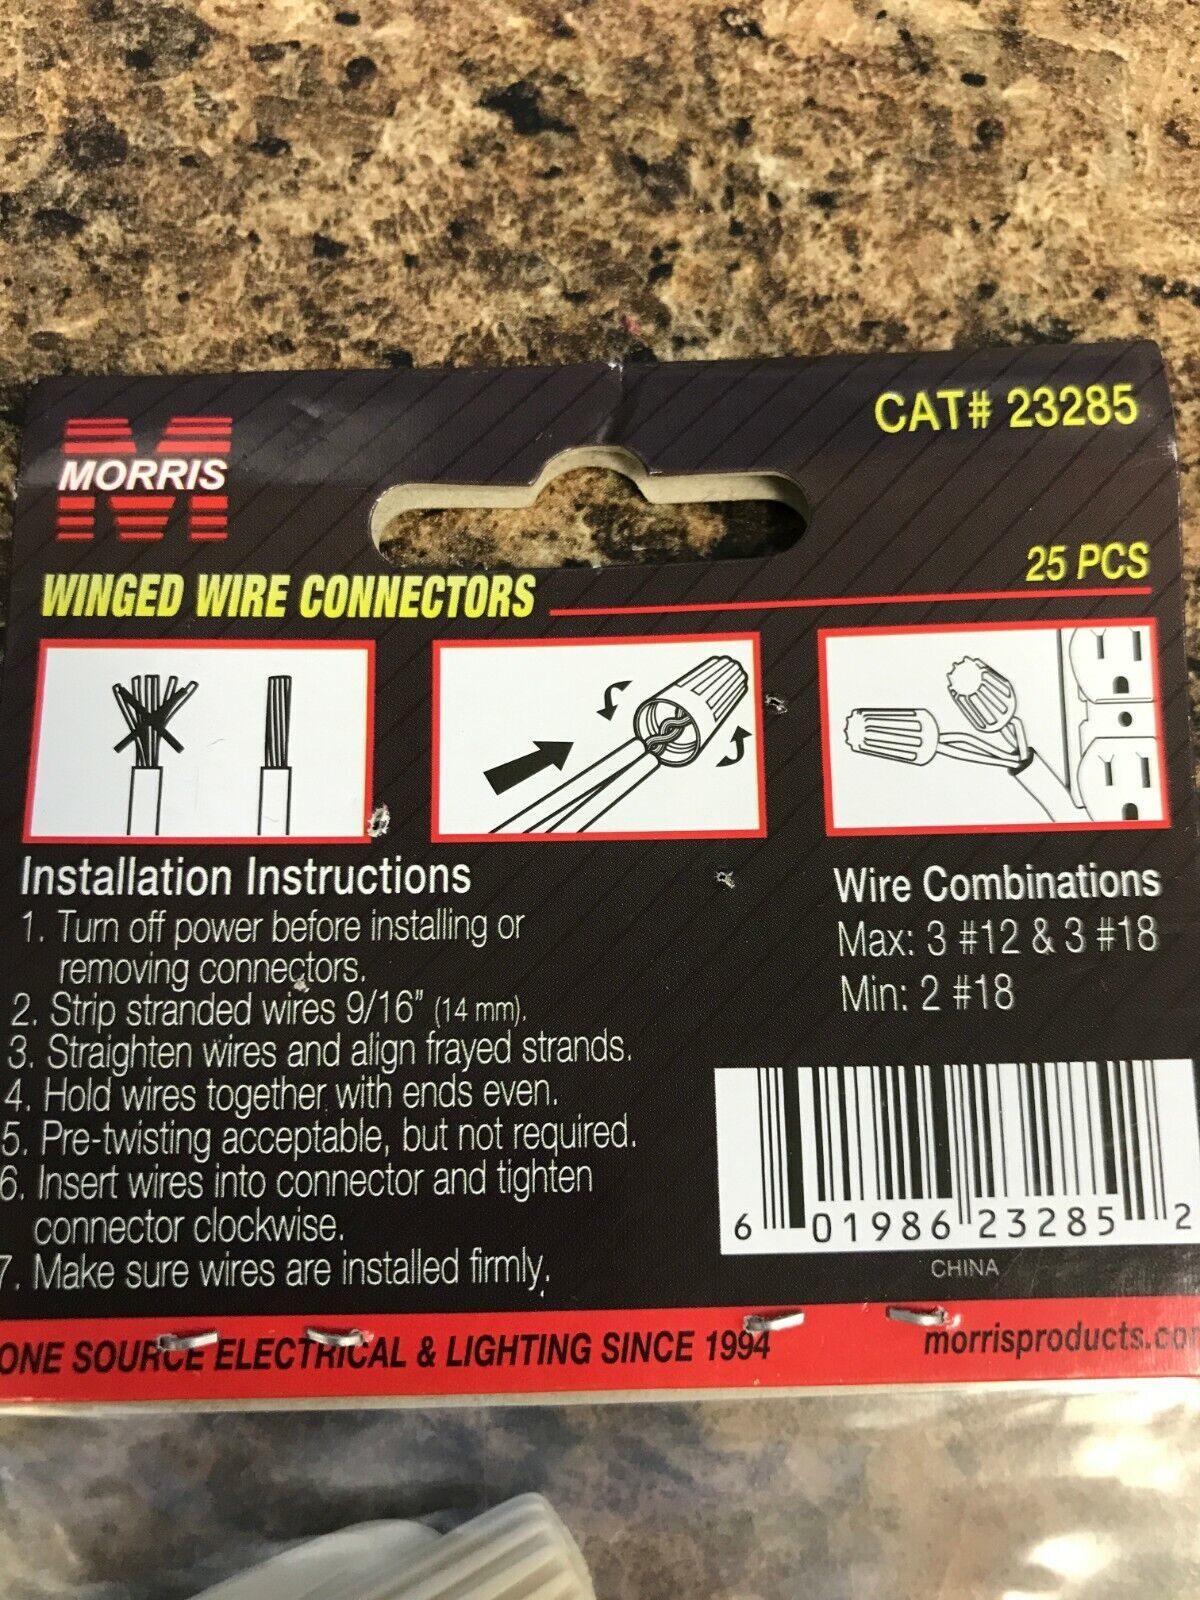 MORRIS
CAT# 23285
25 PCS
WINGED WIRE CONNECTORS
Installation Instructions
1. Turn off power before installing or
removing connectors.
2. Strip stranded wires 9/16” (14 mm).
3. Straighten wires and align frayed strands.
4. Hold wires together with ends even.
5. Pre-twisting acceptable, but not required.
6. Insert wires into connector and tighten
connector clockwise.
7. Make sure wires are installed firmly.
Wire Combinations
Max: 3 #12 & 3 #18
Min: 2 #18
6 01986 23285 2
CHINA
ONE SOURCE ELECTRICAL & LIGHTING SINCE 1994
morrisproducts.com